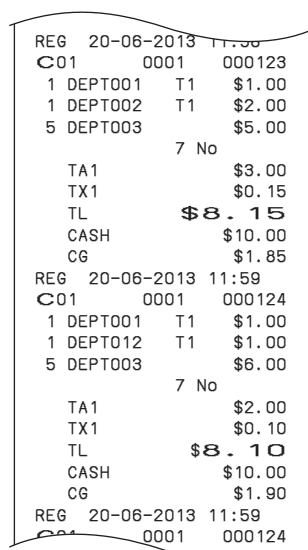 REG 20-06-2013
C01 0001 000123
1 DEPT001 T1 $1.00
1 DEPT002 T1 $2.00
5 DEPT003 $5.00
7 No
TA1 $3.00
TX1 $0.15
TL $8.15
CASH $10.00
CG $1.85
REG 20-06-2013 11:59
C01 0001 000124
1 DEPT001 T1 $1.00
1 DEPT012 T1 $1.00
5 DEPT003 $6.00
7 No
TA1 $2.00
TX1 $0.10
TL $8.10
CASH $10.00
CG $1.90
REG 20-06-2013 11:59
0001 000124